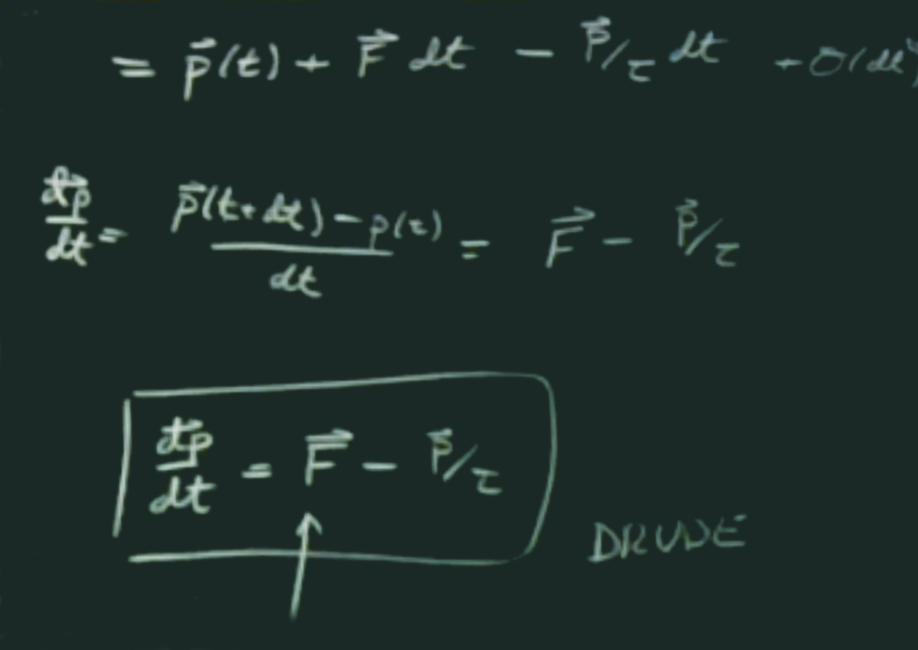 = p⃗(t) + F⃗ dt − p⃗/τ dt + O(dt²)
dp⃗/dt = (p⃗(t+dt) − p(t))/dt = F⃗ − p⃗/τ
dp⃗/dt = F⃗ − p⃗/τ
DRUDE